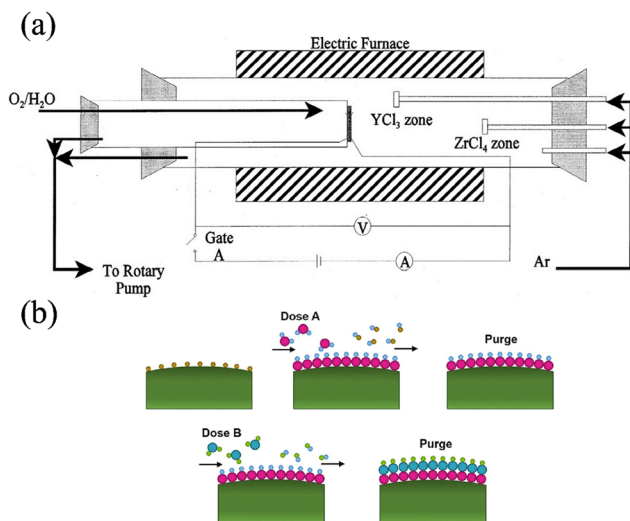 (a)
Electric Furnace
O₂/H₂O
YCl₃ zone
ZrCl₄ zone
V
Gate
A
A
To Rotary
Pump
Ar
(b)
Dose A
Purge
Dose B
Purge